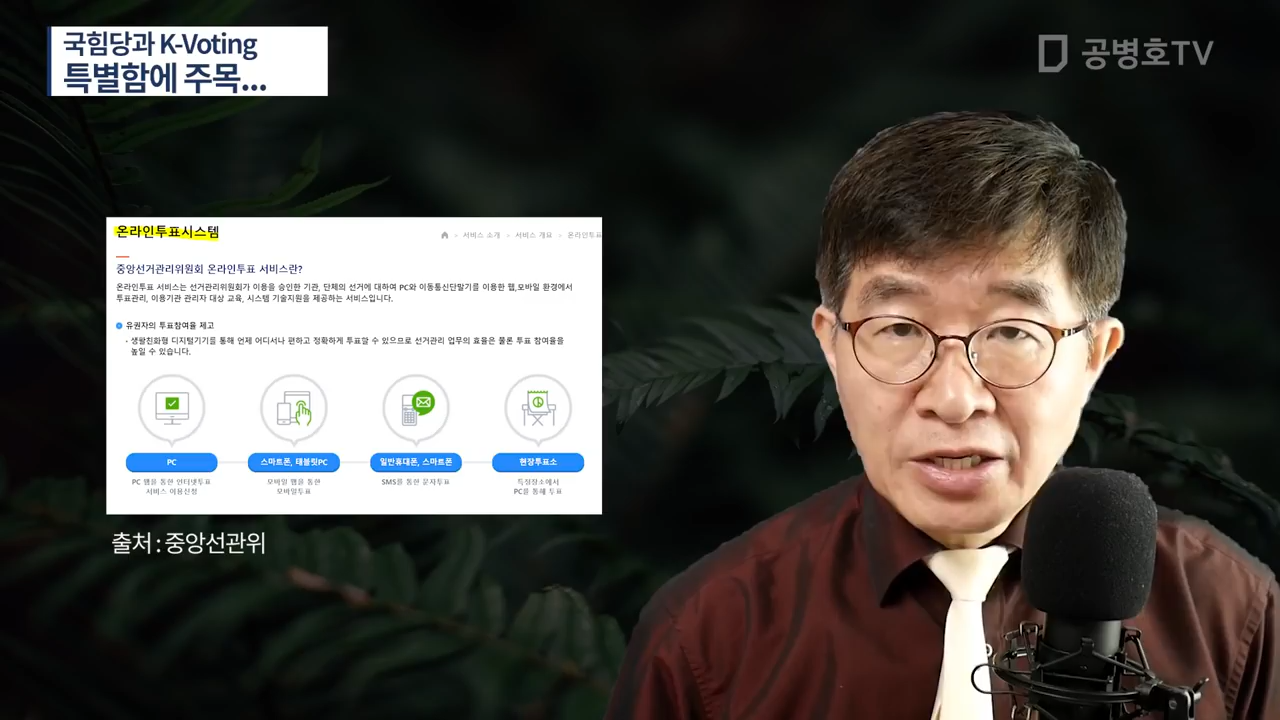 국힘당과 K-Voting
특별함에 주목...
공병호TV
온라인투표시스템
서비스 소개 > 서비스 개요 > 온라인투표
중앙선거관리위원회 온라인투표 서비스란?
온라인투표 서비스는 선거관리위원회가 이용을 승인한 기관, 단체의 선거에 대하여 PC와 이동통신단말기를 이용한 웹,모바일 환경에서
투표관리, 이용기관 관리자 대상 교육, 시스템 기술지원을 제공하는 서비스입니다.
유권자의 투표참여율 제고
· 생활친화형 디지털기기를 통해 언제 어디서나 편하고 정확하게 투표할 수 있으므로 선거관리 업무의 효율은 물론 투표 참여율을
높일 수 있습니다.
PC
스마트폰, 태블릿PC
일반휴대폰, 스마트폰
현장투표소
PC 웹을 통한 인터넷투표
서비스 이용신청
모바일 웹을 통한
모바일투표
SMS를 통한 문자투표
특정장소에서
PC를 통해 투표
출처 : 중앙선관위